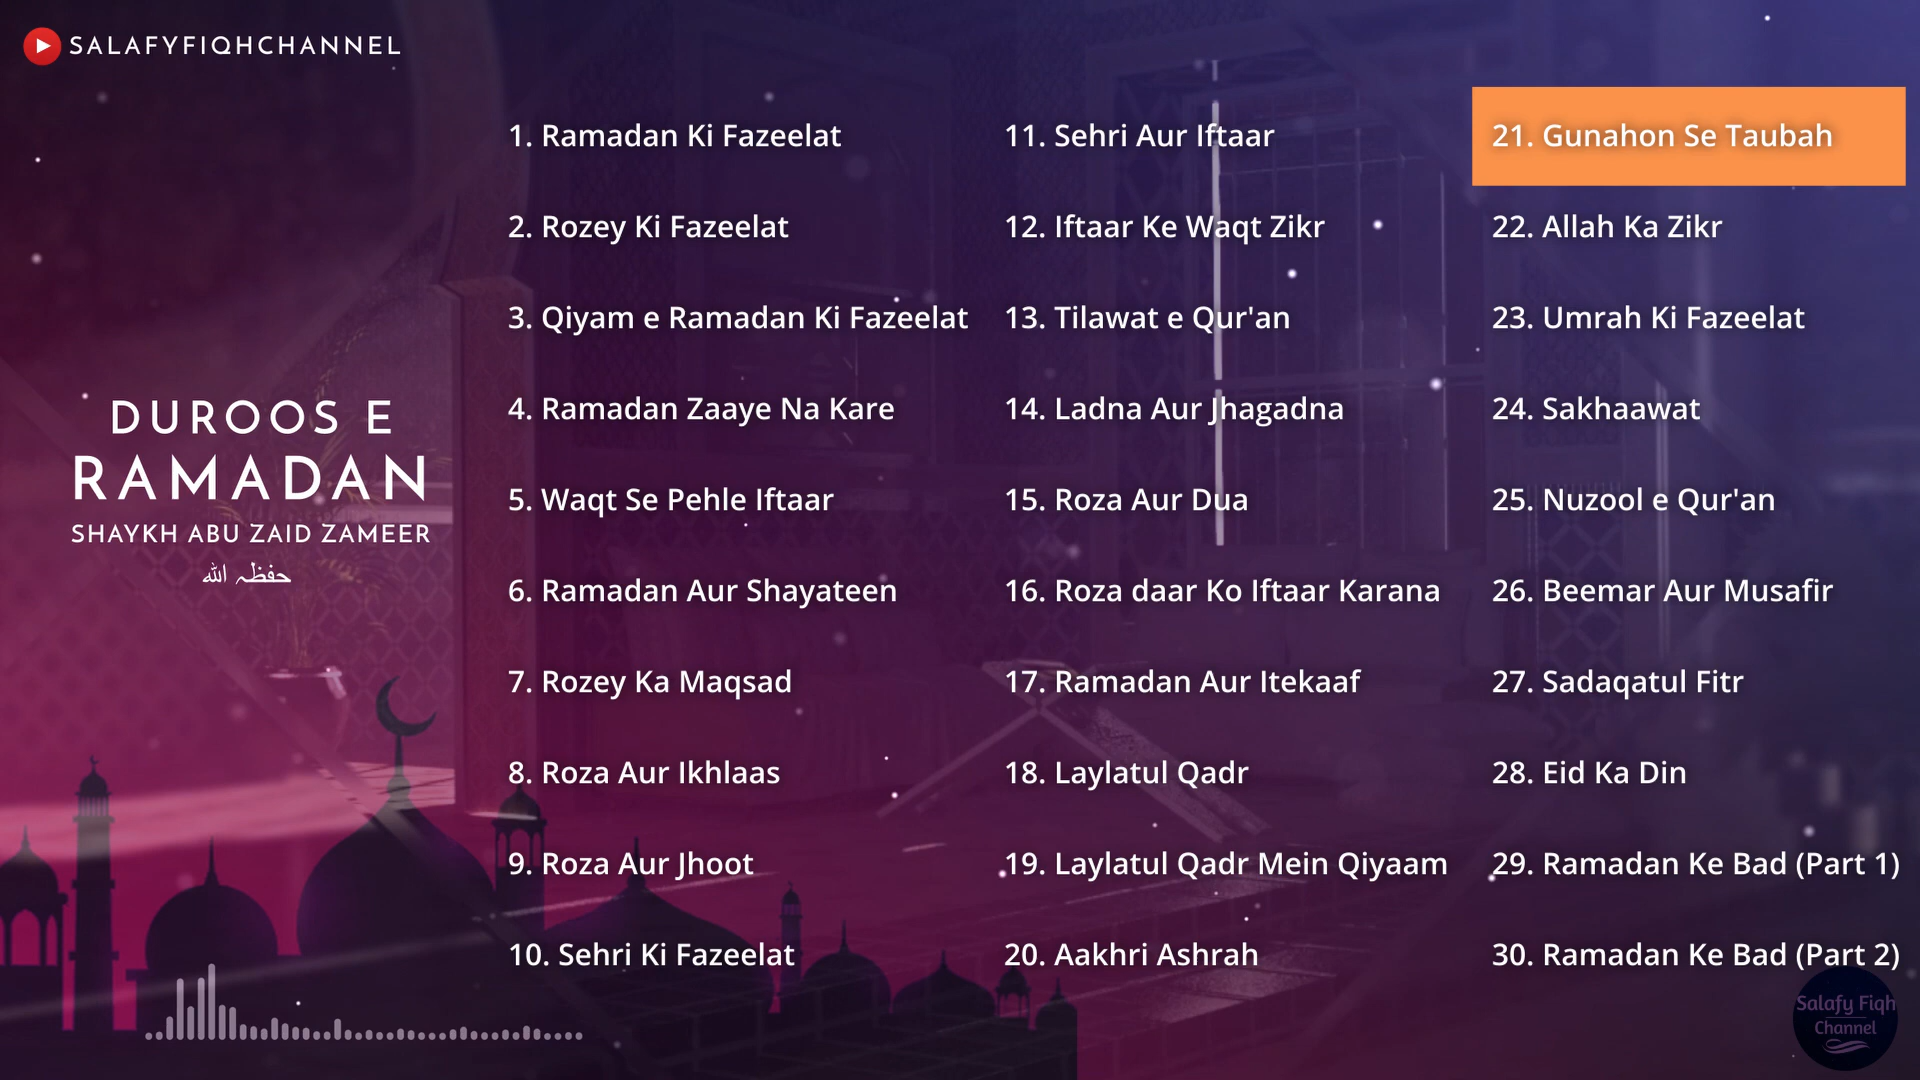 SALAFYFIQHCHANNEL
DUROOS E
RAMADAN
SHAYKH ABU ZAID ZAMEER
حفظہ اللہ
1. Ramadan Ki Fazeelat
2. Rozey Ki Fazeelat
3. Qiyam e Ramadan Ki Fazeelat
4. Ramadan Zaaye Na Kare
5. Waqt Se Pehle Iftaar
6. Ramadan Aur Shayateen
7. Rozey Ka Maqsad
8. Roza Aur Ikhlaas
9. Roza Aur Jhoot
10. Sehri Ki Fazeelat
11. Sehri Aur Iftaar
12. Iftaar Ke Waqt Zikr
13. Tilawat e Qur'an
14. Ladna Aur Jhagadna
15. Roza Aur Dua
16. Roza daar Ko Iftaar Karana
17. Ramadan Aur Itekaaf
18. Laylatul Qadr
19. Laylatul Qadr Mein Qiyaam
20. Aakhri Ashrah
21. Gunahon Se Taubah
22. Allah Ka Zikr
23. Umrah Ki Fazeelat
24. Sakhaawat
25. Nuzool e Qur'an
26. Beemar Aur Musafir
27. Sadaqatul Fitr
28. Eid Ka Din
29. Ramadan Ke Bad (Part 1)
30. Ramadan Ke Bad (Part 2)
Salafy Fiqh
Channel